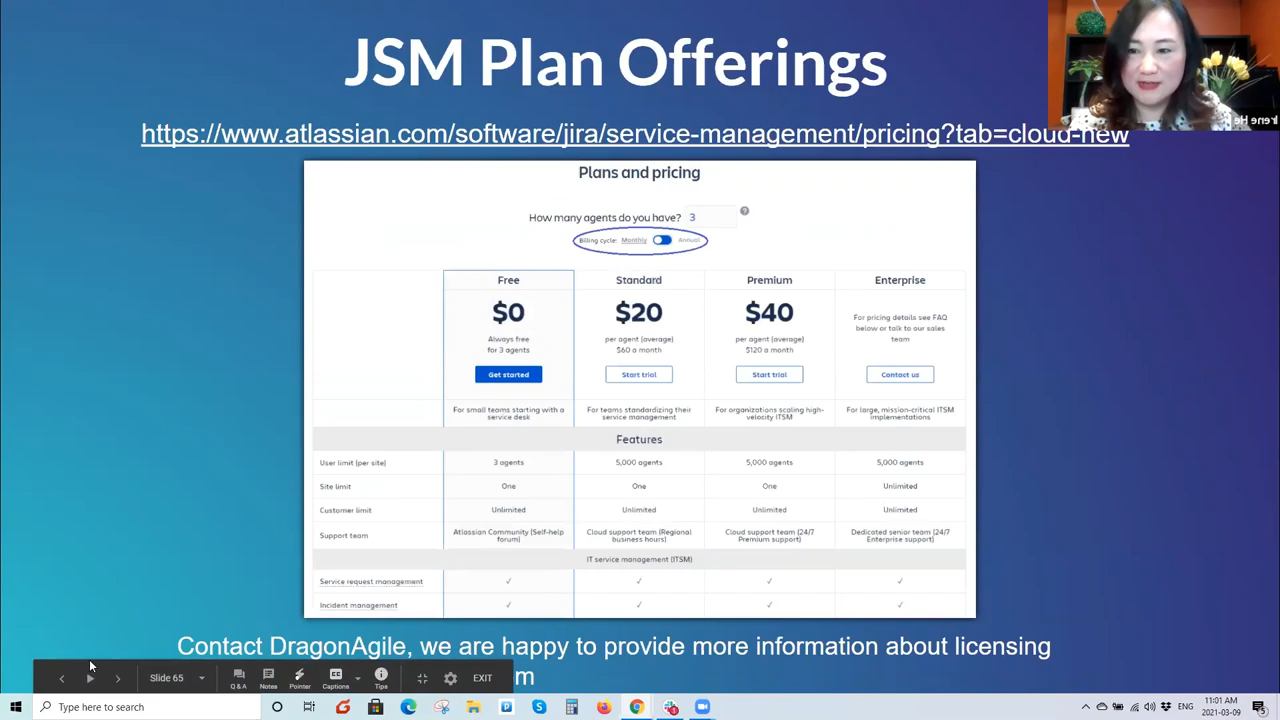 JSM Plan Offerings
https://www.atlassian.com/software/jira/service-management/pricing?tab=cloud-new
Irene He
Plans and pricing
How many agents do you have? 3 ?
Billing cycle: Monthly Annual
Free Standard Premium Enterprise
$0 $20 $40
For pricing details see FAQ
below or talk to our sales
team
Always free
for 3 agents
per agent (average)
$60 a month
per agent (average)
$120 a month
Get started Start trial Start trial Contact us
For small teams starting with a
service desk
For teams standardizing their
service management
For organizations scaling high-
velocity ITSM
For large, mission-critical ITSM
implementations
Features
User limit (per site) 3 agents 5,000 agents 5,000 agents 5,000 agents
Site limit One One One Unlimited
Customer limit Unlimited Unlimited Unlimited Unlimited
Support team
Atlassian Community (Self-help
forum)
Cloud support team (Regional
business hours)
Cloud support team (24/7
Premium support)
Dedicated senior team (24/7
Enterprise support)
IT service management (ITSM)
Service request management ✓ ✓ ✓ ✓
Incident management ✓ ✓ ✓ ✓
Contact DragonAgile, we are happy to provide more information about licensing
m
Slide 65 Q & A Notes Pointer Captions Tips EXIT
Type here to search
ENG
11:01 AM
2021-03-09